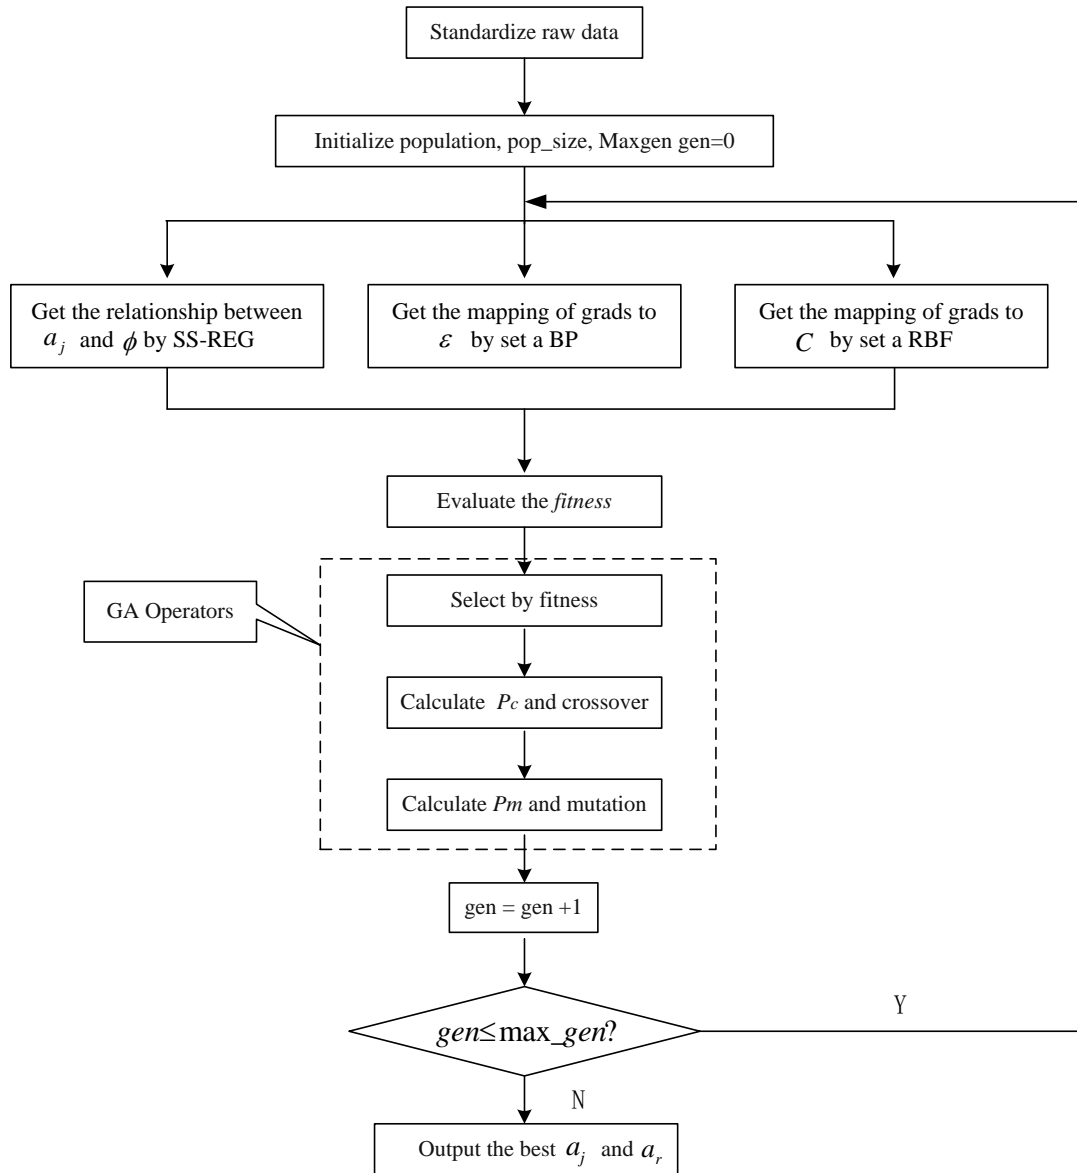 Standardize raw data
Initialize population, pop_size, Maxgen gen=0
Get the relationship between
a_j and ϕ by SS-REG
Get the mapping of grads to
ε by set a BP
Get the mapping of grads to
C by set a RBF
Evaluate the fitness
GA Operators
Select by fitness
Calculate Pc and crossover
Calculate Pm and mutation
gen = gen +1
gen≤max_gen?
Y
N
Output the best a_j and a_r